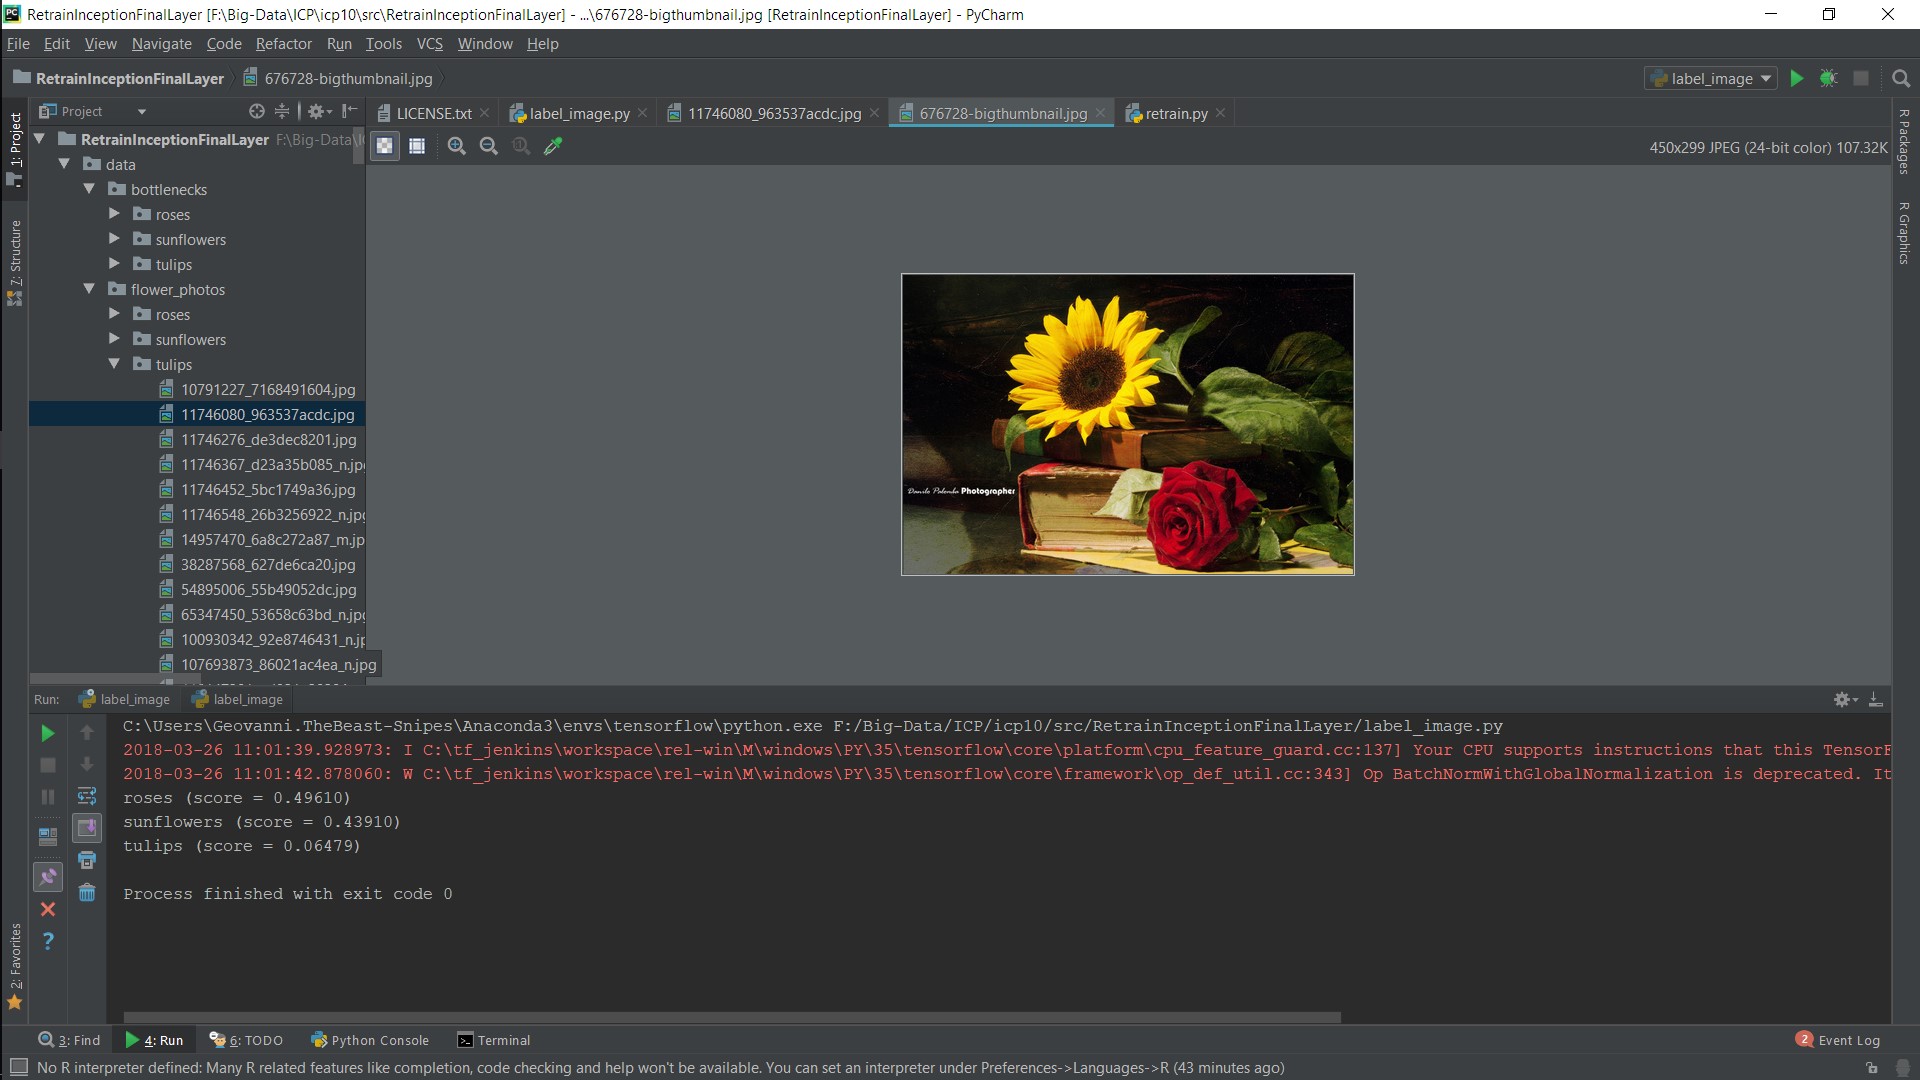 RetrainInceptionFinalLayer [F:\Big-Data\ICP\icp10\src\RetrainInceptionFinalLayer] - ...\676728-bigthumbnail.jpg [RetrainInceptionFinalLayer] - PyCharm
File Edit View Navigate Code Refactor Run Tools VCS Window Help
RetrainInceptionFinalLayer 676728-bigthumbnail.jpg
label_image
Project
LICENSE.txt label_image.py 11746080_963537acdc.jpg 676728-bigthumbnail.jpg retrain.py
450x299 JPEG (24-bit color) 107.32K
1: Project
7: Structure
2: Favorites
R Packages
R Graphics
RetrainInceptionFinalLayer F:\Big-Data\
data
bottlenecks
roses
sunflowers
tulips
flower_photos
roses
sunflowers
tulips
10791227_7168491604.jpg
11746080_963537acdc.jpg
11746276_de3dec8201.jpg
11746367_d23a35b085_n.jp
11746452_5bc1749a36.jpg
11746548_26b3256922_n.jp
14957470_6a8c272a87_m.jp
38287568_627de6ca20.jpg
54895006_55b49052dc.jpg
65347450_53658c63bd_n.jp
100930342_92e8746431_n.jp
107693873_86021ac4ea_n.jpg
Danilo Palenda Photographer
Run: label_image label_image
C:\Users\Geovanni.TheBeast-Snipes\Anaconda3\envs\tensorflow\python.exe F:/Big-Data/ICP/icp10/src/RetrainInceptionFinalLayer/label_image.py
2018-03-26 11:01:39.928973: I C:\tf_jenkins\workspace\rel-win\M\windows\PY\35\tensorflow\core\platform\cpu_feature_guard.cc:137] Your CPU supports instructions that this TensorF
2018-03-26 11:01:42.878060: W C:\tf_jenkins\workspace\rel-win\M\windows\PY\35\tensorflow\core\framework\op_def_util.cc:343] Op BatchNormWithGlobalNormalization is deprecated. It
roses (score = 0.49610)
sunflowers (score = 0.43910)
tulips (score = 0.06479)
Process finished with exit code 0
3: Find 4: Run 6: TODO Python Console Terminal
2 Event Log
No R interpreter defined: Many R related features like completion, code checking and help won't be available. You can set an interpreter under Preferences->Languages->R (43 minutes ago)